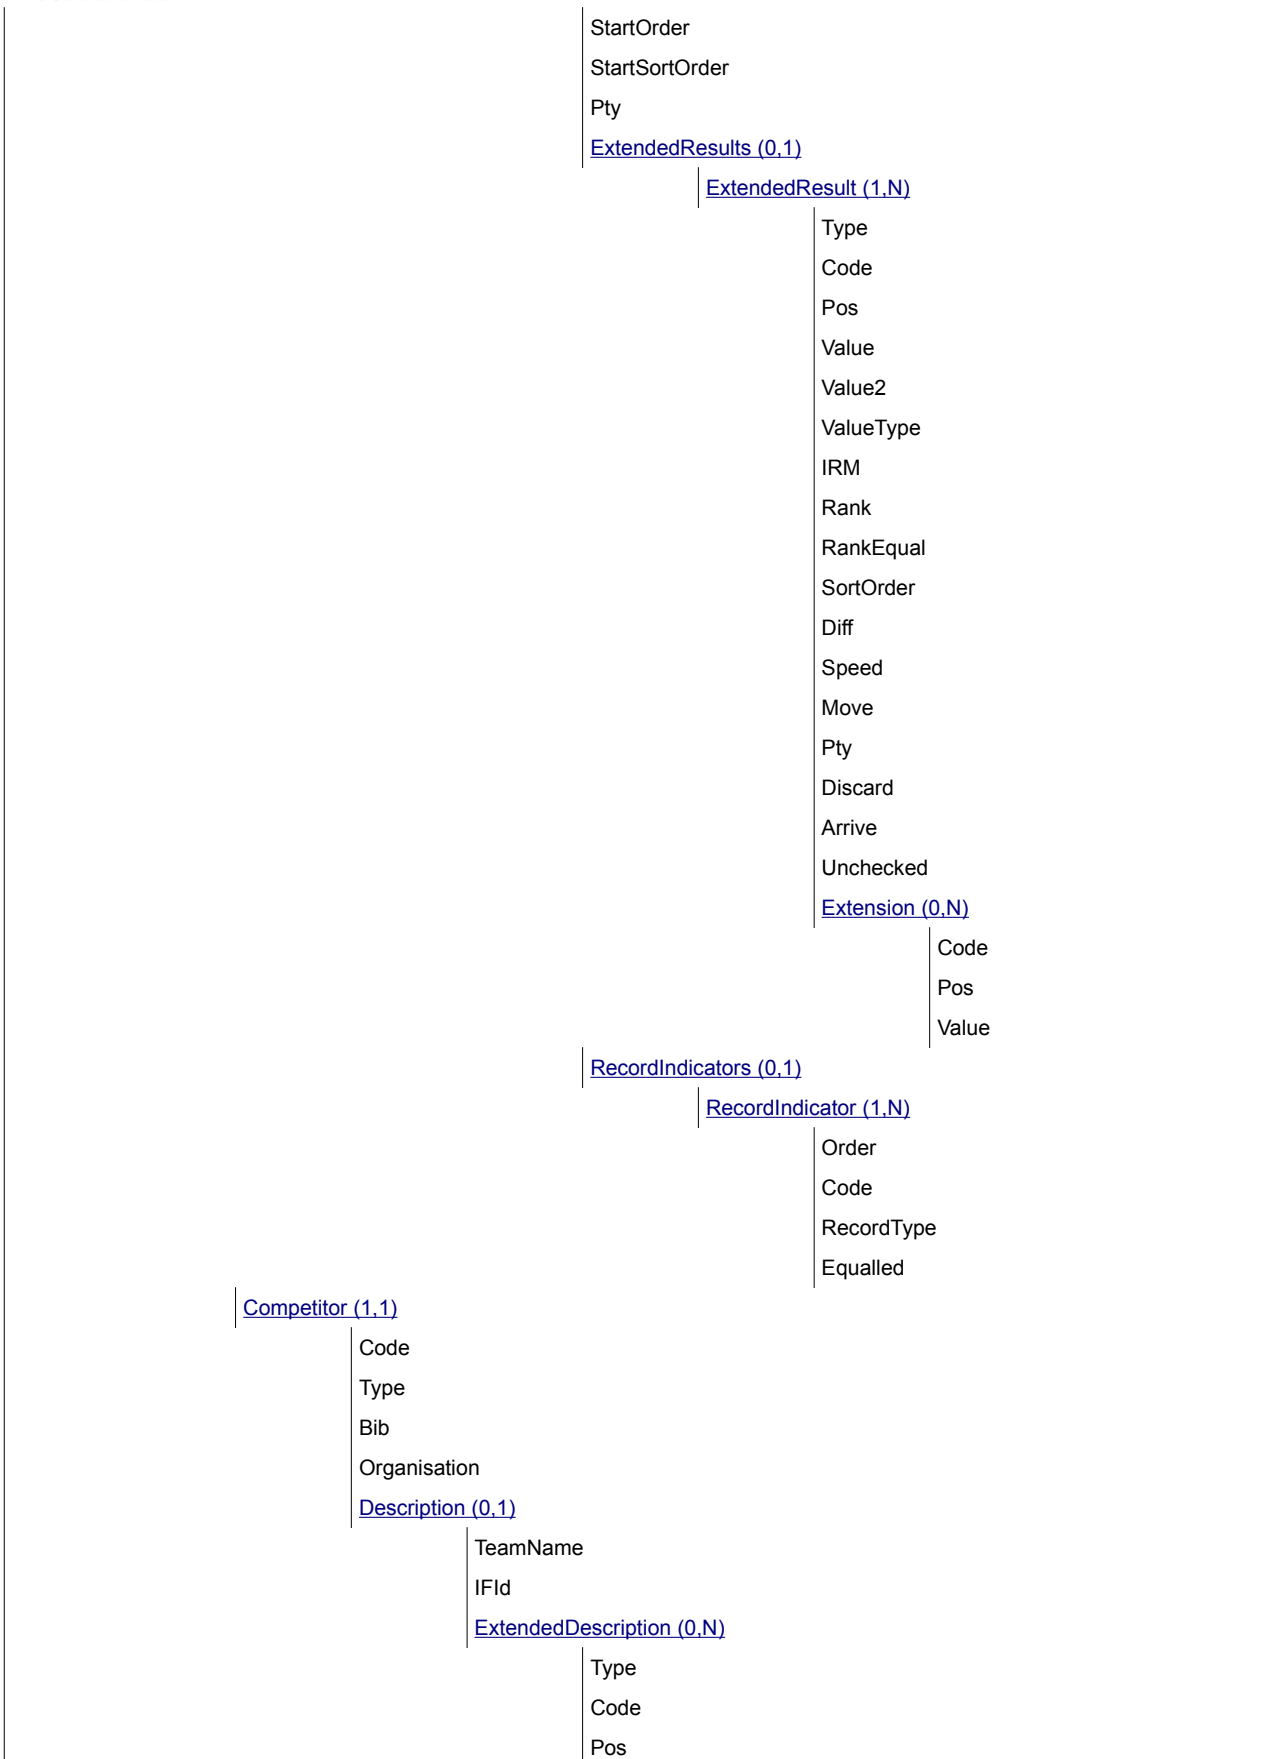 StartOrder
StartSortOrder
Pty
ExtendedResults (0,1)
ExtendedResult (1,N)
Type
Code
Pos
Value
Value2
ValueType
IRM
Rank
RankEqual
SortOrder
Diff
Speed
Move
Pty
Discard
Arrive
Unchecked
Extension (0,N)
Code
Pos
Value
RecordIndicators (0,1)
RecordIndicator (1,N)
Order
Code
RecordType
Equalled
Competitor (1,1)
Code
Type
Bib
Organisation
Description (0,1)
TeamName
IFId
ExtendedDescription (0,N)
Type
Code
Pos